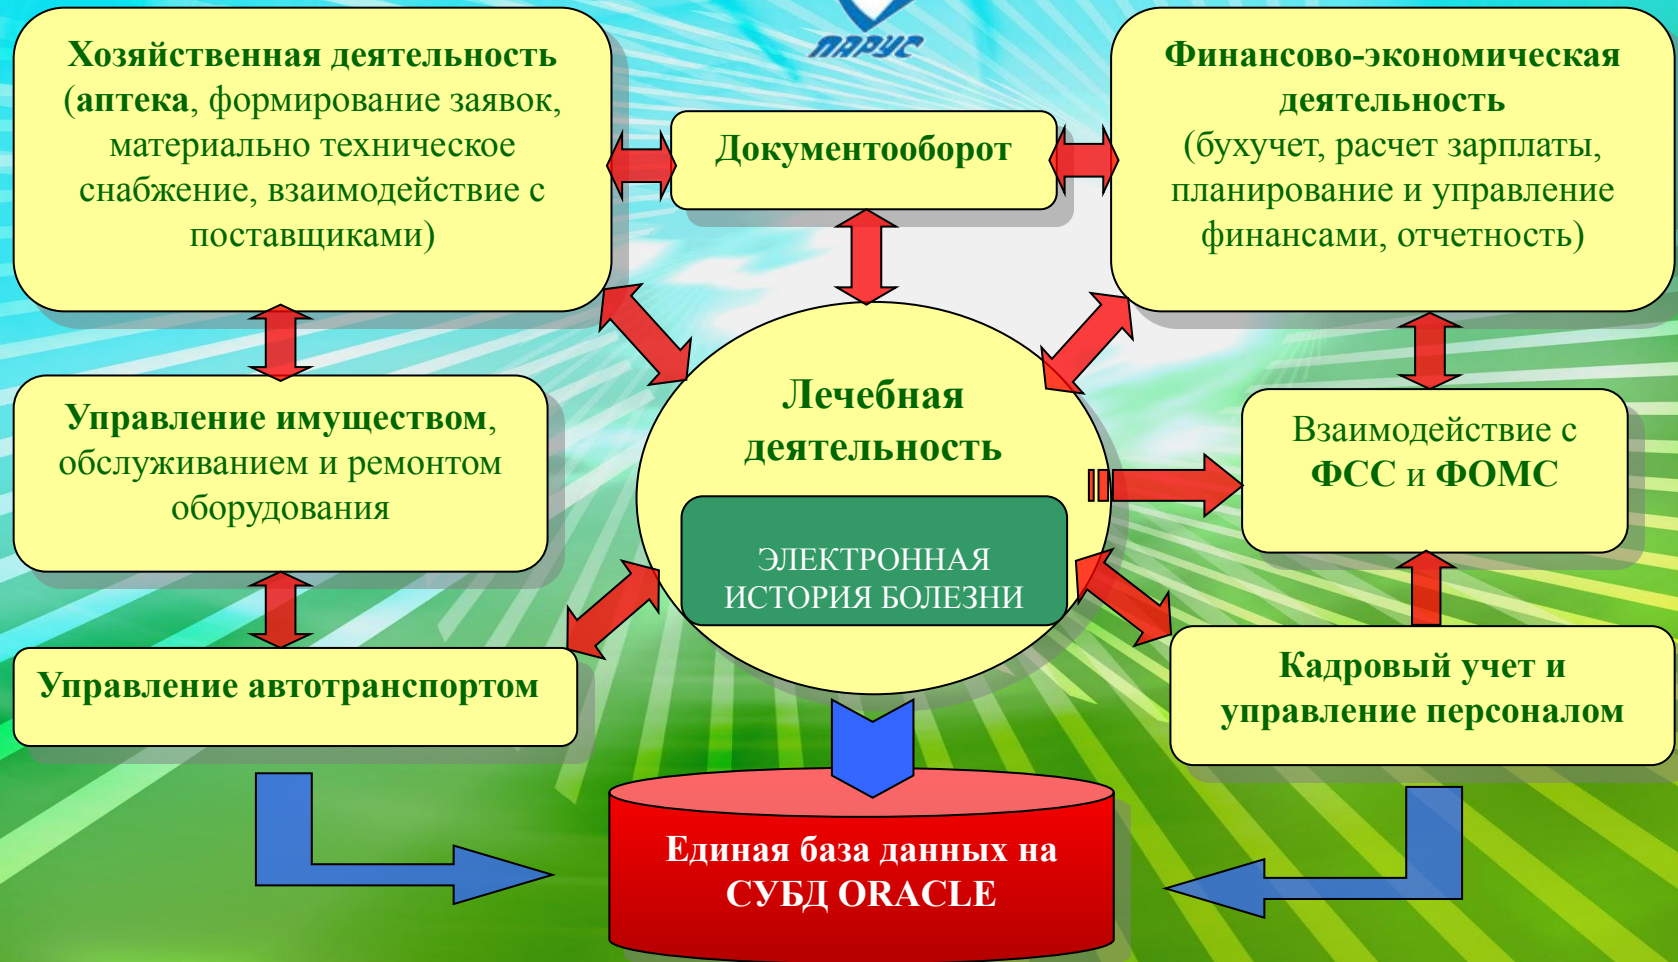 ПАРУС
Хозяйственная деятельность
(аптека, формирование заявок,
материально техническое
снабжение, взаимодействие с
поставщиками)
Документооборот
Финансово-экономическая
деятельность
(бухучет, расчет зарплаты,
планирование и управление
финансами, отчетность)
Управление имуществом,
обслуживанием и ремонтом
оборудования
Лечебная
деятельность
ЭЛЕКТРОННАЯ
ИСТОРИЯ БОЛЕЗНИ
Взаимодействие с
ФСС и ФОМС
Управление автотранспортом
Кадровый учет и
управление персоналом
Единая база данных на
СУБД ORACLE